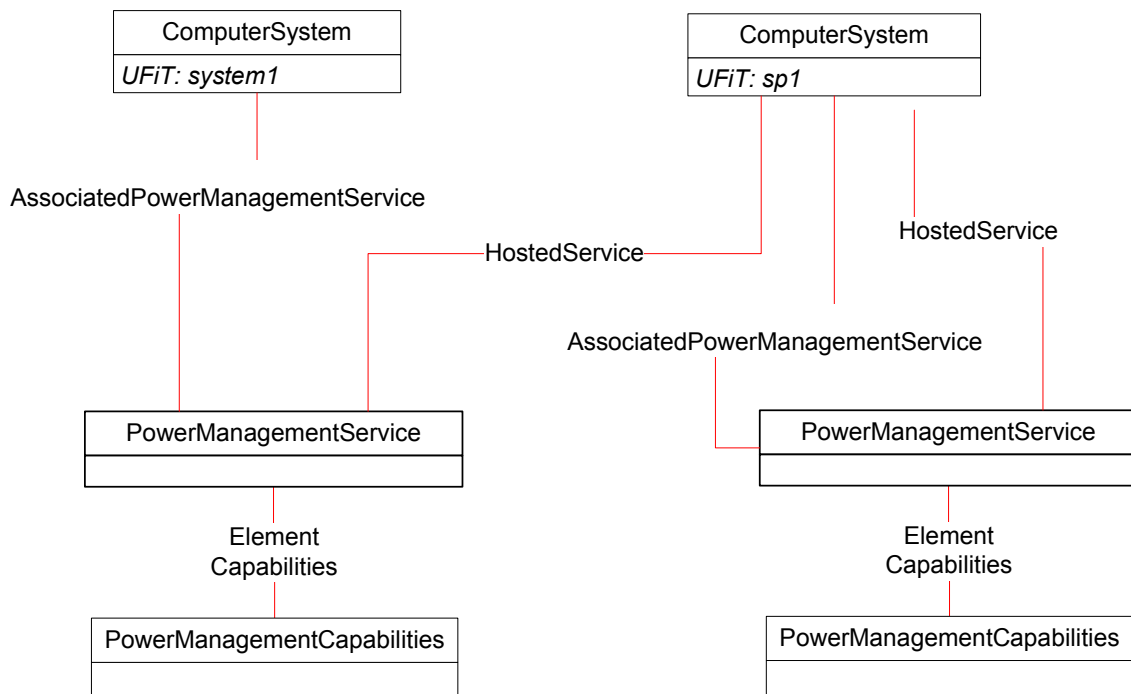 ComputerSystem
UFiT: system1
ComputerSystem
UFiT: sp1
AssociatedPowerManagementService
HostedService
HostedService
AssociatedPowerManagementService
PowerManagementService
PowerManagementService
Element
Capabilities
Element
Capabilities
PowerManagementCapabilities
PowerManagementCapabilities